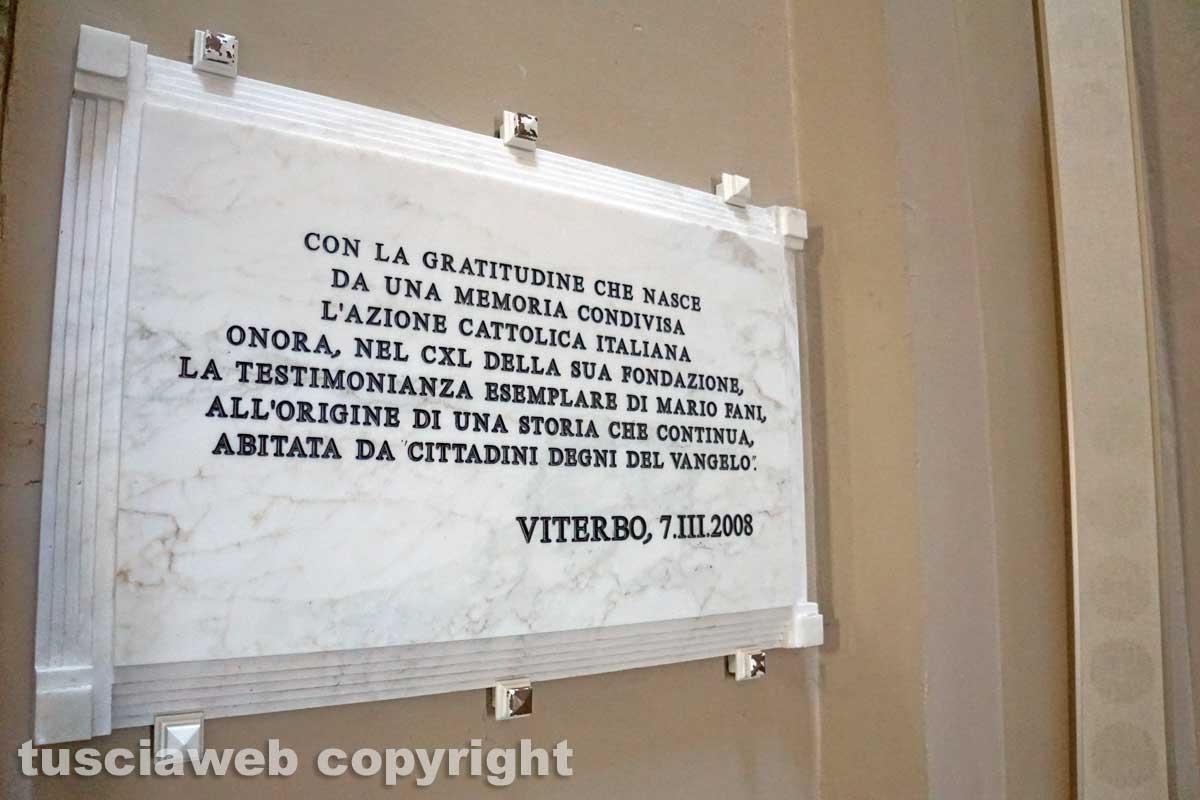 CON LA GRATITUDINE CHE NASCE
DA UNA MEMORIA CONDIVISA
L'AZIONE CATTOLICA ITALIANA
ONORA, NEL CXL DELLA SUA FONDAZIONE,
LA TESTIMONIANZA ESEMPLARE DI MARIO FANI,
ALL'ORIGINE DI UNA STORIA CHE CONTINUA,
ABITATA DA "CITTADINI DEGNI DEL VANGELO".
VITERBO, 7.III.2008
tusciaweb copyright